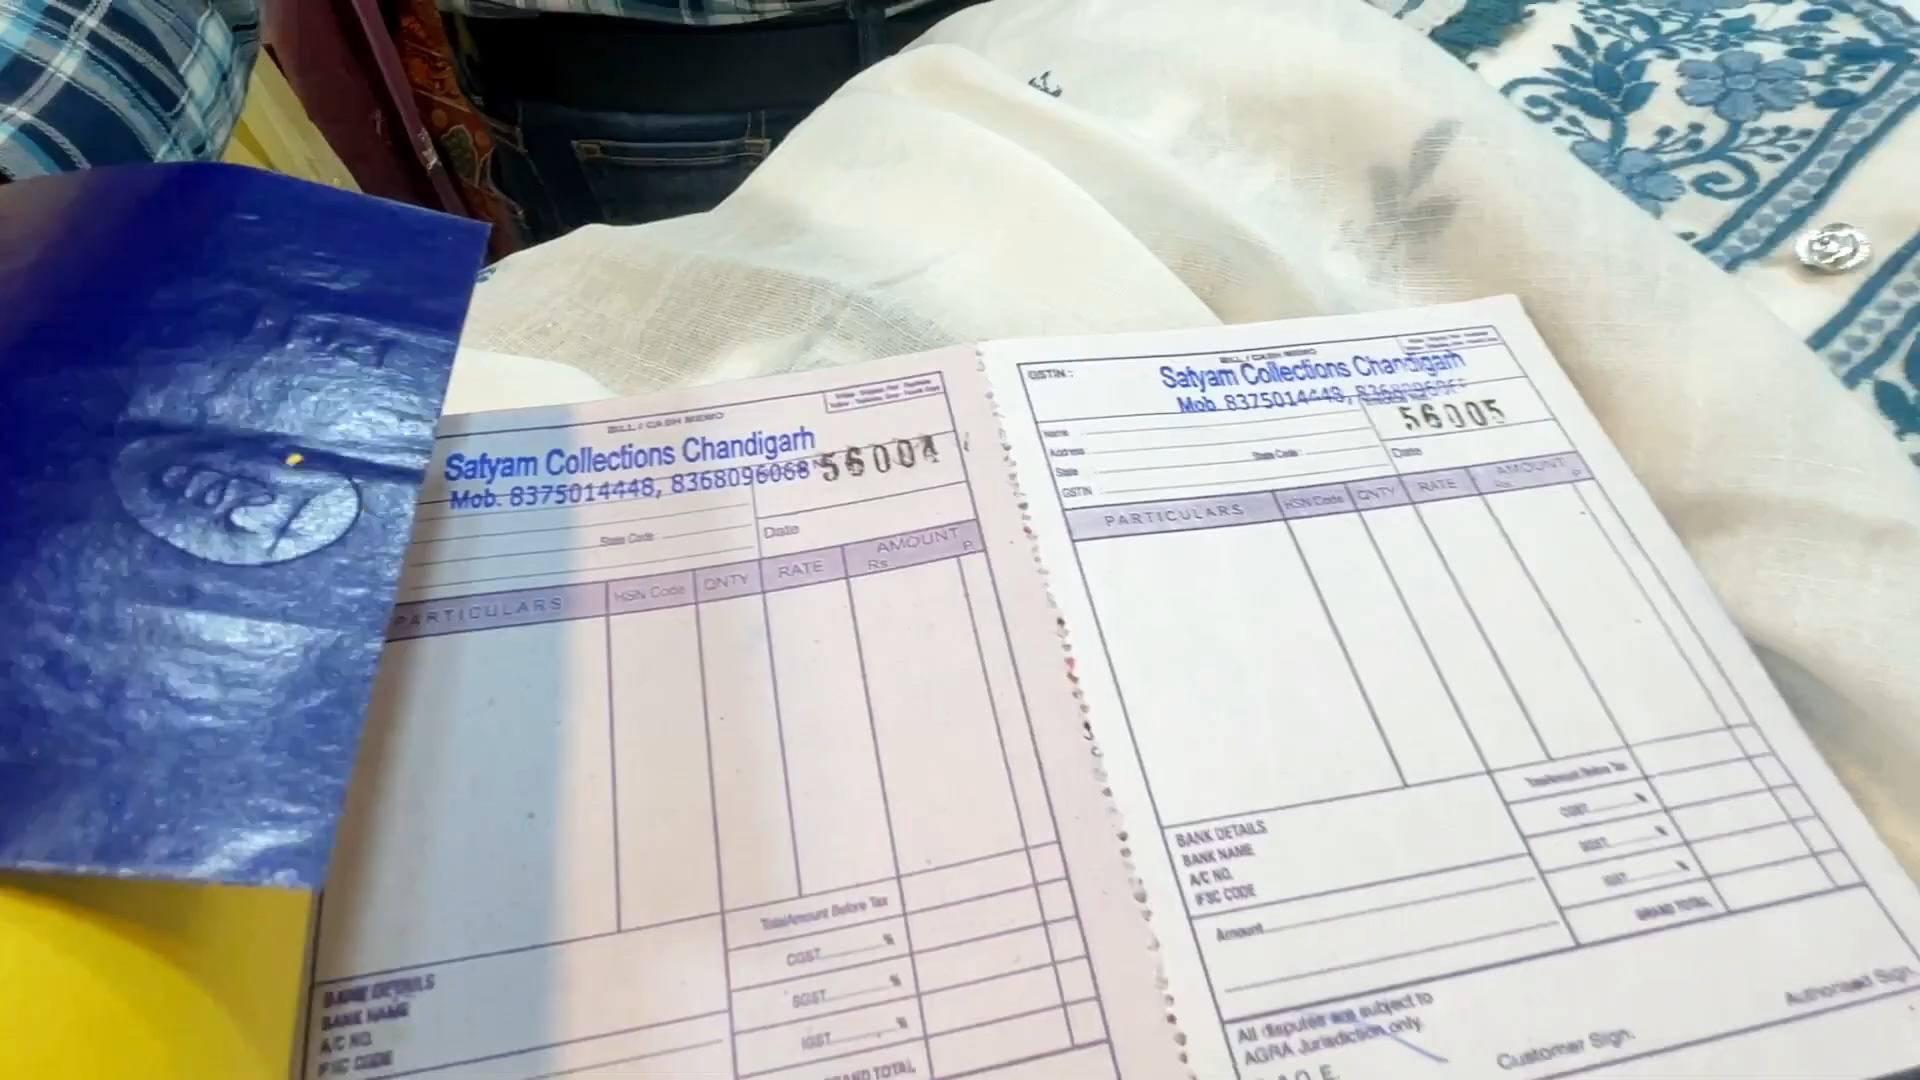 BILL / CASH MEMO
Satyam Collections Chandigarh
Mob. 8375014448, 8368096068
56004
State Code
Date
PARTICULARS
HSN Code
QNTY
RATE
AMOUNT
Rs.
P.
Total Amount Before Tax
CGST %
SGST %
IGST %
GRAND TOTAL
BANK DETAILS
BANK NAME
A/C NO.
IFSC CODE
BILL / CASH MEMO
GSTIN :
Satyam Collections Chandigarh
Mob. 8375014448,
56005
Name
Address
State
State Code :
GSTIN :
Date
PARTICULARS
HSN Code
QNTY
RATE
AMOUNT
Rs.
P.
Total Amount Before Tax
CGST %
SGST %
IGST %
GRAND TOTAL
BANK DETAILS
BANK NAME
A/C NO.
IFSC CODE
Amount
All disputes are subject to
AGRA Jurisdiction only.
E. & O. E.
Customer Sign.
Authorised Sign.